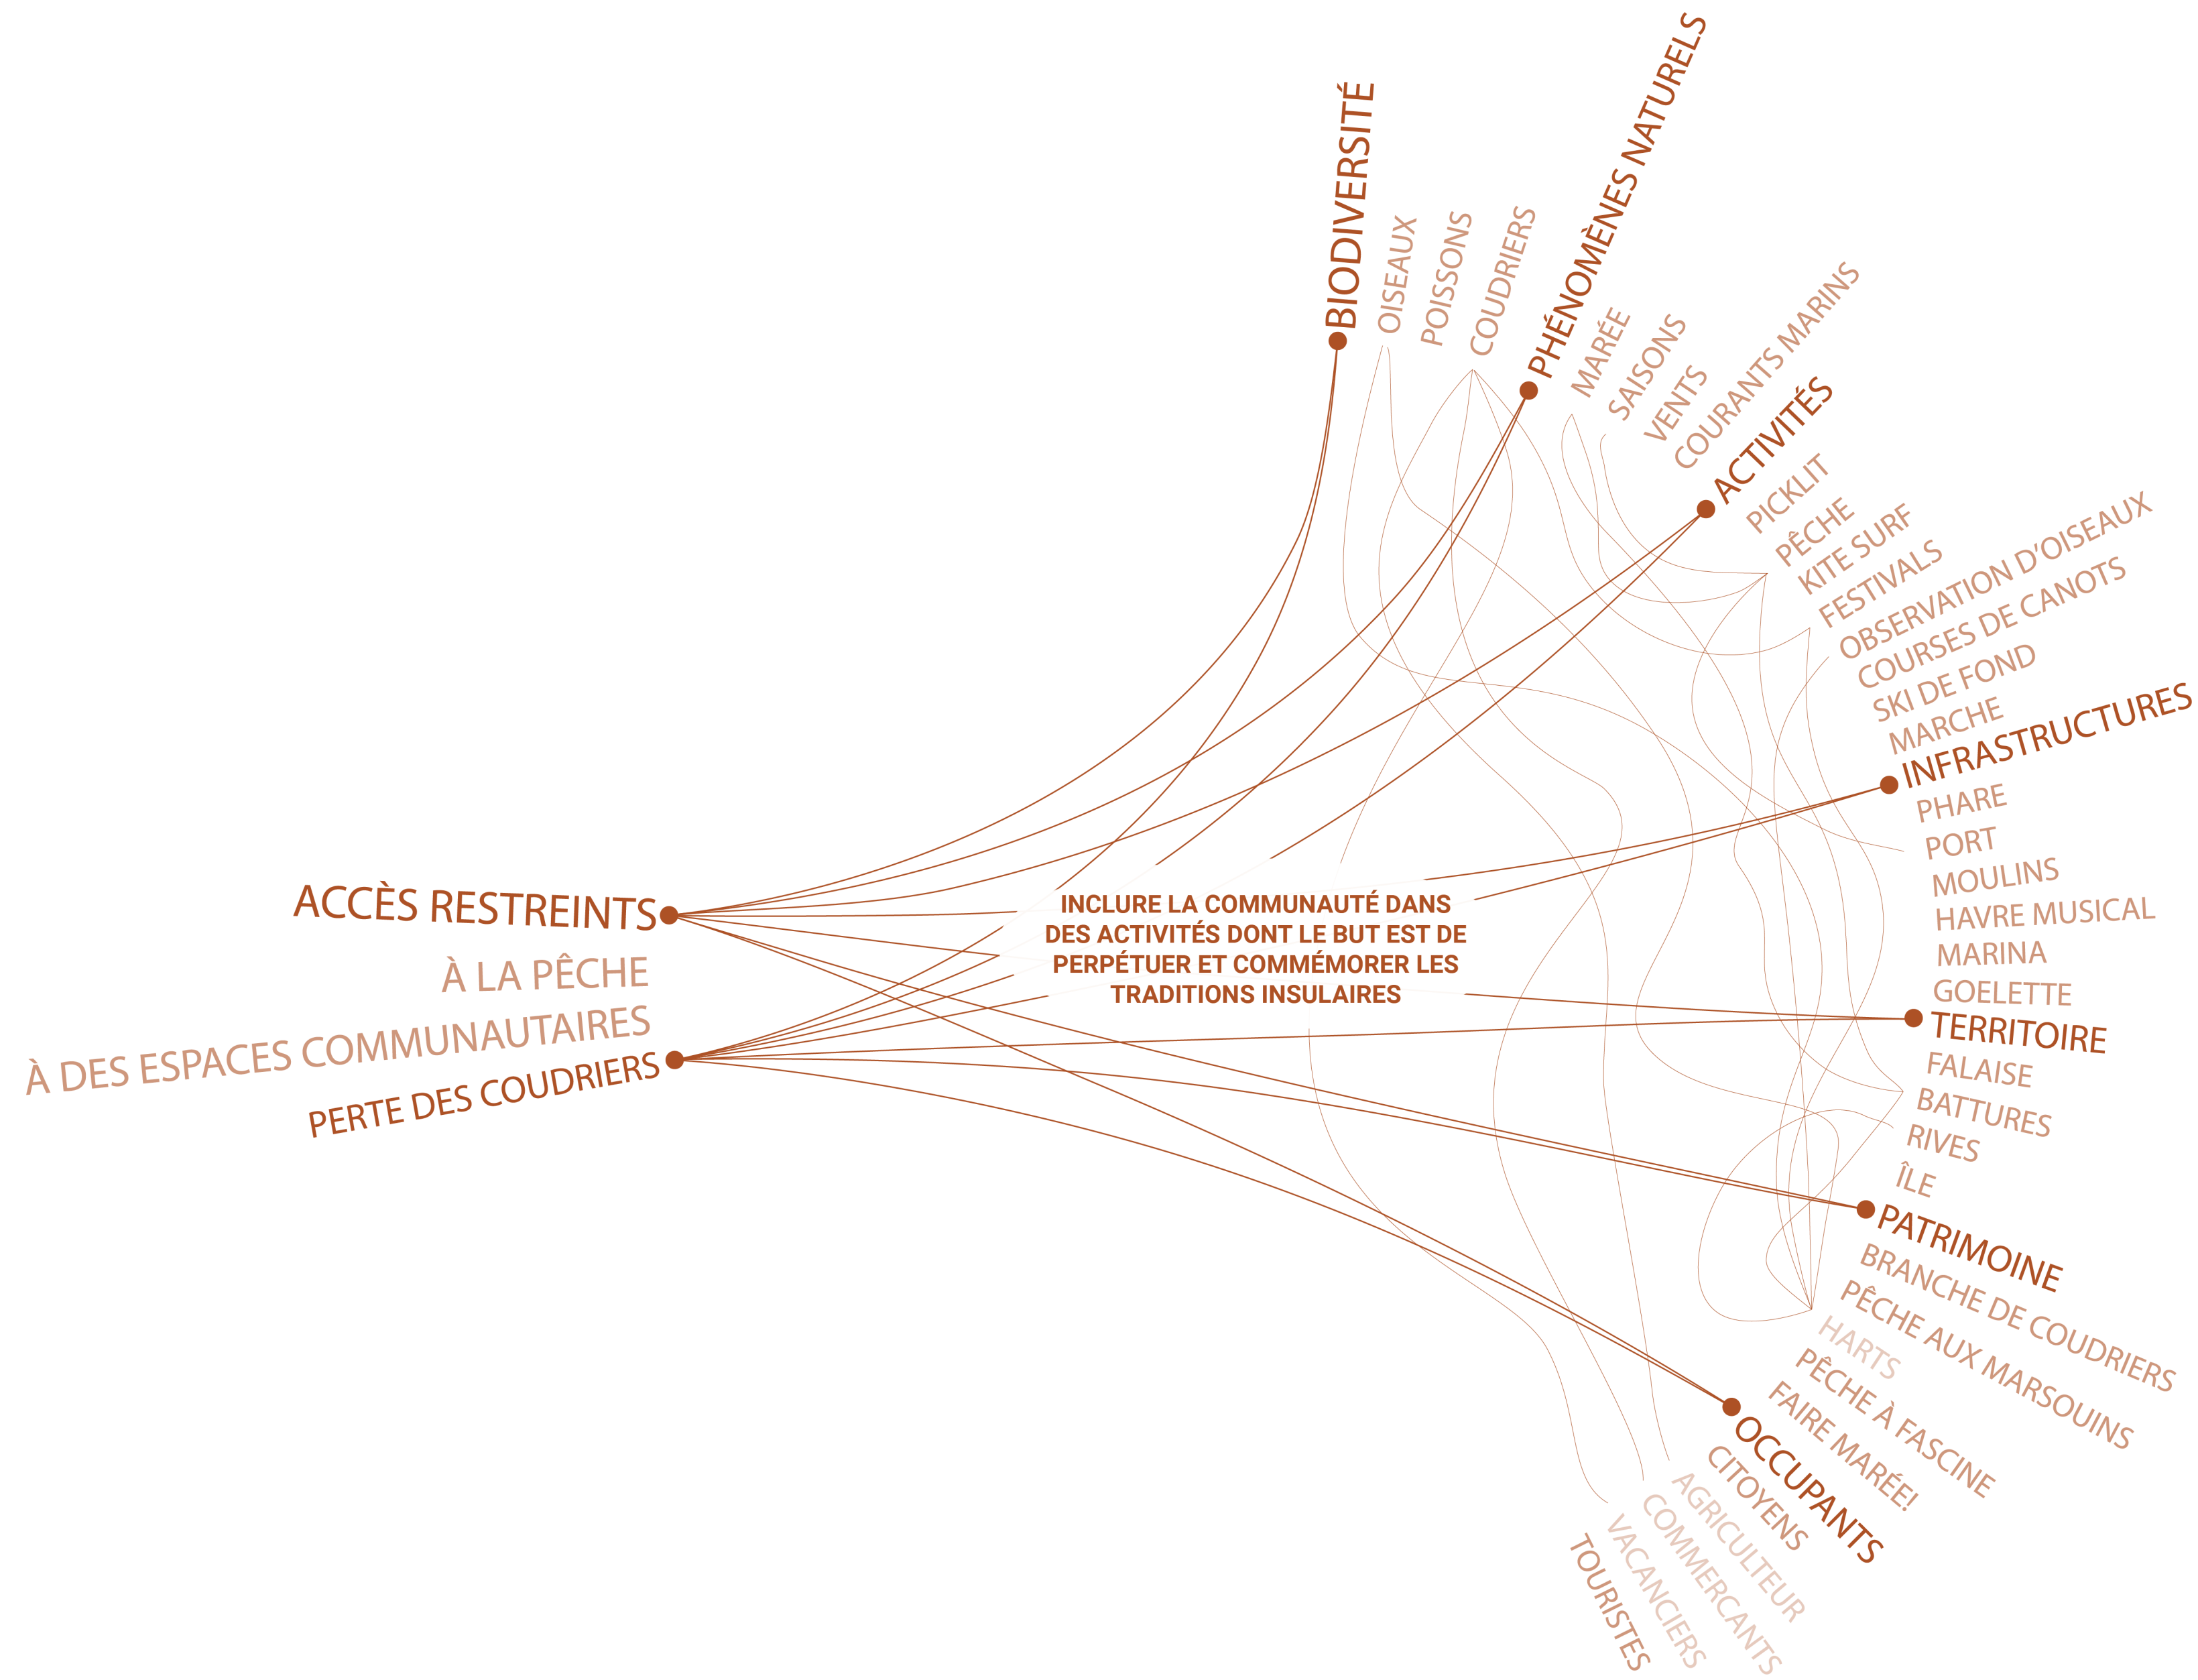 BIODIVERSITÉ
OISEAUX
POISSONS
COUDRIERS
PHÉNOMÈNES NATURELS
MARÉE
SAISONS
VENTS
COURANTS MARINS
ACTIVITÉS
PICKLIT
PÊCHE
KITE SURF
FESTIVALS
OBSERVATION D'OISEAUX
COURSES DE CANOTS
SKI DE FOND
MARCHE
INFRASTRUCTURES
PHARE
PORT
MOULINS
HAVRE MUSICAL
MARINA
GOELETTE
TERRITOIRE
FALAISE
BATTURES
RIVES
ÎLE
PATRIMOINE
BRANCHE DE COUDRIERS
PÊCHE AUX MARSOUINS
HARTS
PÊCHE À FASCINE
FAIRE MARÉE!
OCCUPANTS
CITOYENS
AGRICULTEUR
COMMERCANTS
VACANCIERS
TOURISTES
ACCÈS RESTREINTS
À LA PÊCHE
À DES ESPACES COMMUNAUTAIRES
PERTE DES COUDRIERS
INCLURE LA COMMUNAUTÉ DANS
DES ACTIVITÉS DONT LE BUT EST DE
PERPÉTUER ET COMMÉMORER LES
TRADITIONS INSULAIRES